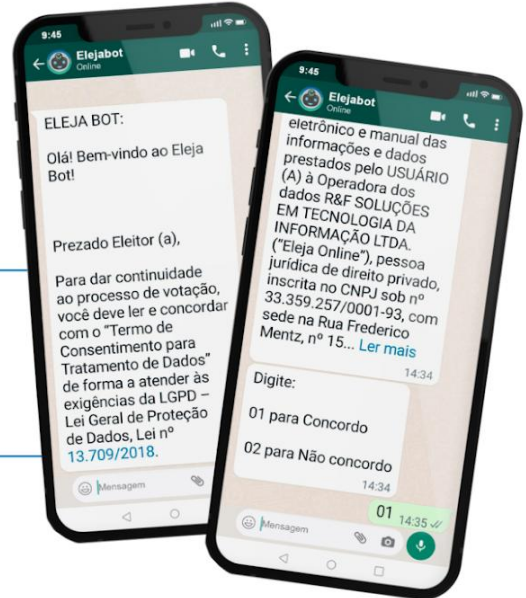 9:45
Elejabot
Online
ELEJA BOT:
Olá! Bem-vindo ao Eleja
Bot!
Prezado Eleitor (a),
Para dar continuidade
ao processo de votação,
você deve ler e concordar
com o “Termo de
Consentimento para
Tratamento de Dados”
de forma a atender às
exigências da LGPD –
Lei Geral de Proteção
de Dados, Lei nº
13.709/2018.
Mensagem
9:45
Elejabot
Online
eletrônico e manual das
informações e dados
prestados pelo USUÁRIO
(A) à Operadora dos
dados R&F SOLUÇÕES
EM TECNOLOGIA DA
INFORMAÇÃO LTDA.
(“Eleja Online”), pessoa
jurídica de direito privado,
inscrita no CNPJ sob nº
33.359.257/0001-93, com
sede na Rua Frederico
Mentz, nº 15... Ler mais
14:34
Digite:
01 para Concordo
02 para Não concordo
14:34
01 14:35
Mensagem